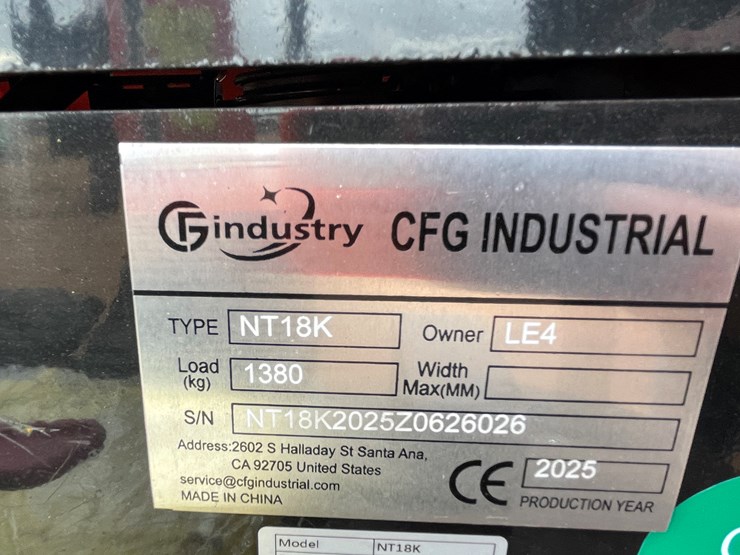 CFindustry CFG INDUSTRIAL
TYPE NT18K Owner LE4
Load (kg) 1380 Width Max(MM)
S/N NT18K2025Z0626026
Address:2602 S Halladay St Santa Ana,
CA 92705 United States
service@cfgindustrial.com
MADE IN CHINA
CE 2025
PRODUCTION YEAR
Model NT18K